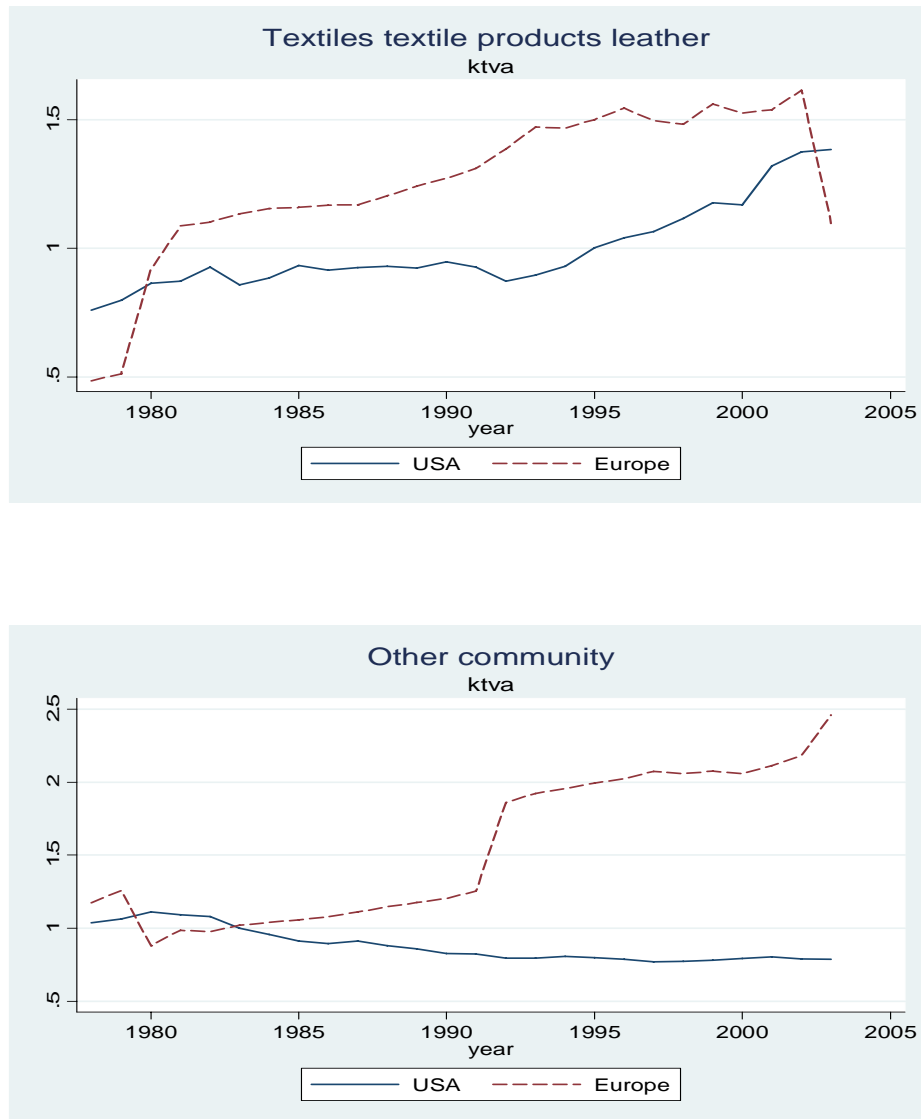 Textiles textile products leather
ktva
1.5
1
.5
1980 1985 1990 1995 2000 2005
year
USA Europe
Other community
ktva
2.5
2
1.5
1
.5
1980 1985 1990 1995 2000 2005
year
USA Europe